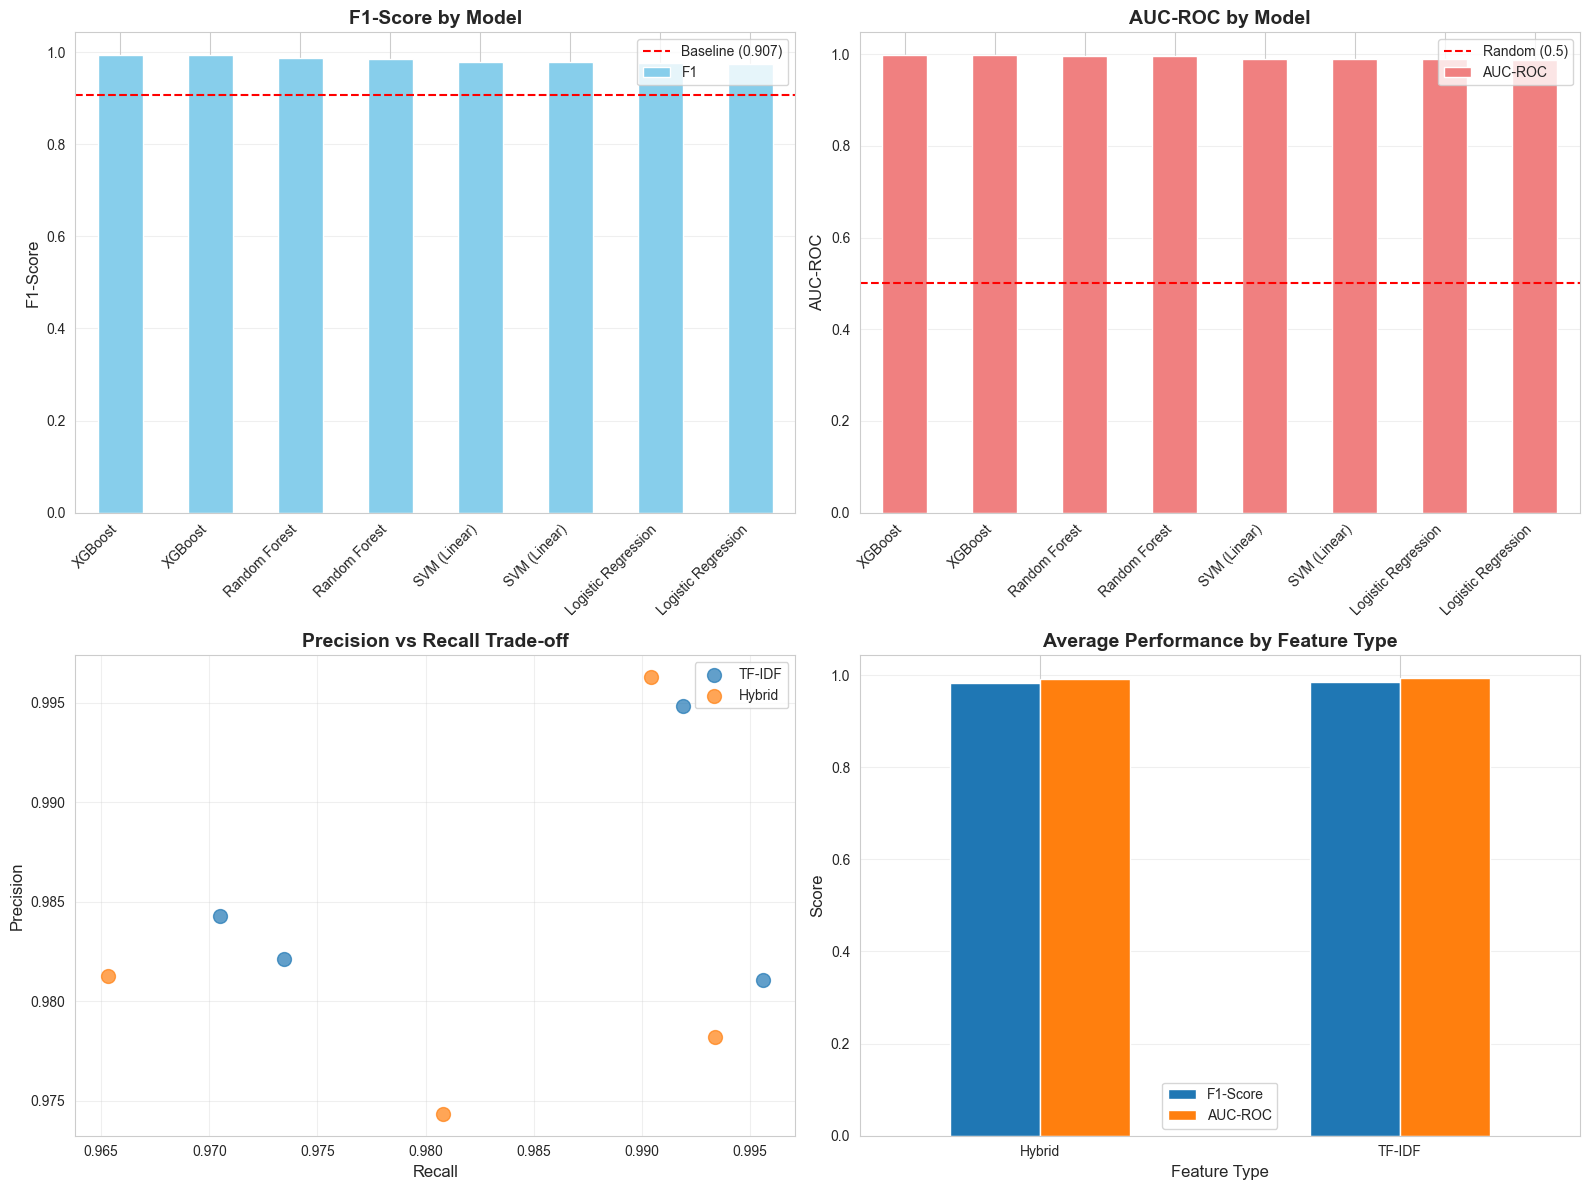 F1-Score by Model
1.0
0.8
0.6
0.4
0.2
0.0
F1-Score
Baseline (0.907)
F1
XGBoost
XGBoost
Random Forest
Random Forest
SVM (Linear)
SVM (Linear)
Logistic Regression
Logistic Regression
AUC-ROC by Model
1.0
0.8
0.6
0.4
0.2
0.0
AUC-ROC
Random (0.5)
AUC-ROC
XGBoost
XGBoost
Random Forest
Random Forest
SVM (Linear)
SVM (Linear)
Logistic Regression
Logistic Regression
Precision vs Recall Trade-off
0.995
0.990
0.985
0.980
0.975
Precision
TF-IDF
Hybrid
0.965 0.970 0.975 0.980 0.985 0.990 0.995
Recall
Average Performance by Feature Type
1.0
0.8
0.6
0.4
0.2
0.0
Score
F1-Score
AUC-ROC
Hybrid TF-IDF
Feature Type